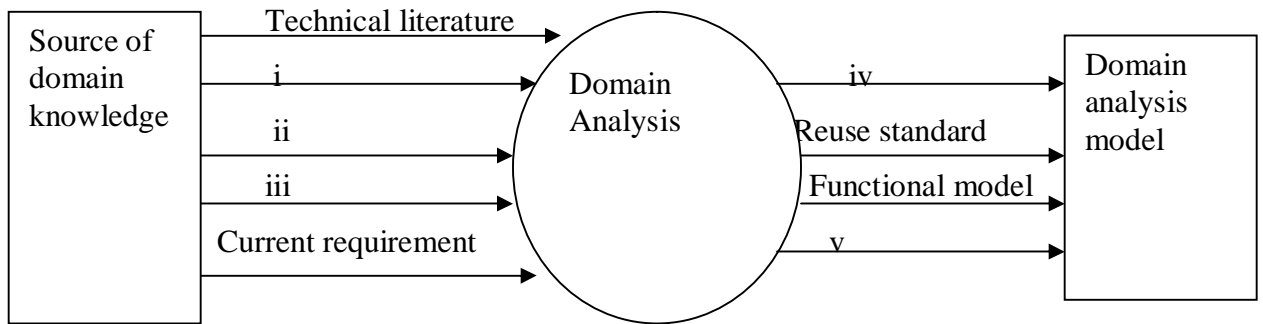 Source of
domain
knowledge
Technical literature
i
ii
iii
Current requirement
Domain
Analysis
iv
Reuse standard
Functional model
v
Domain
analysis
model